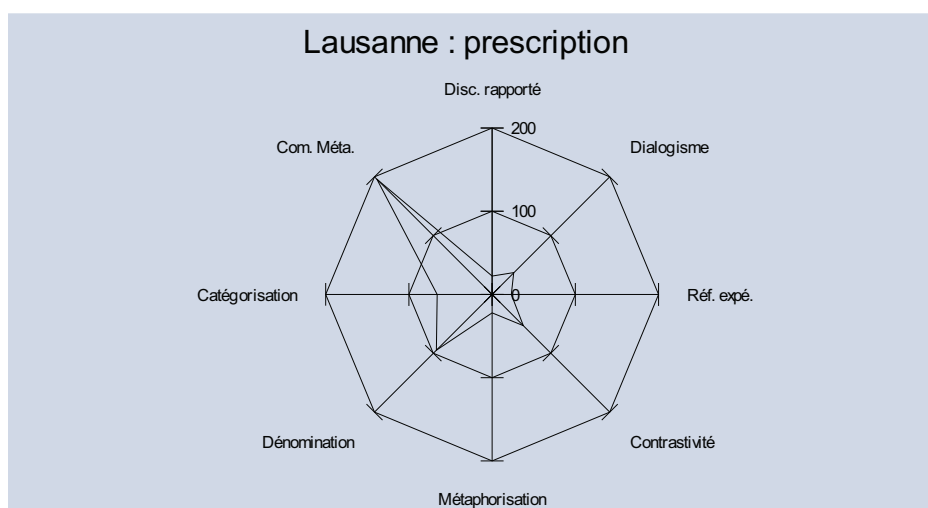 Lausanne : prescription
Disc. rapporté
200
Com. Méta.
Dialogisme
100
Catégorisation
0
Réf. expé.
Dénomination
Contrastivité
Métaphorisation